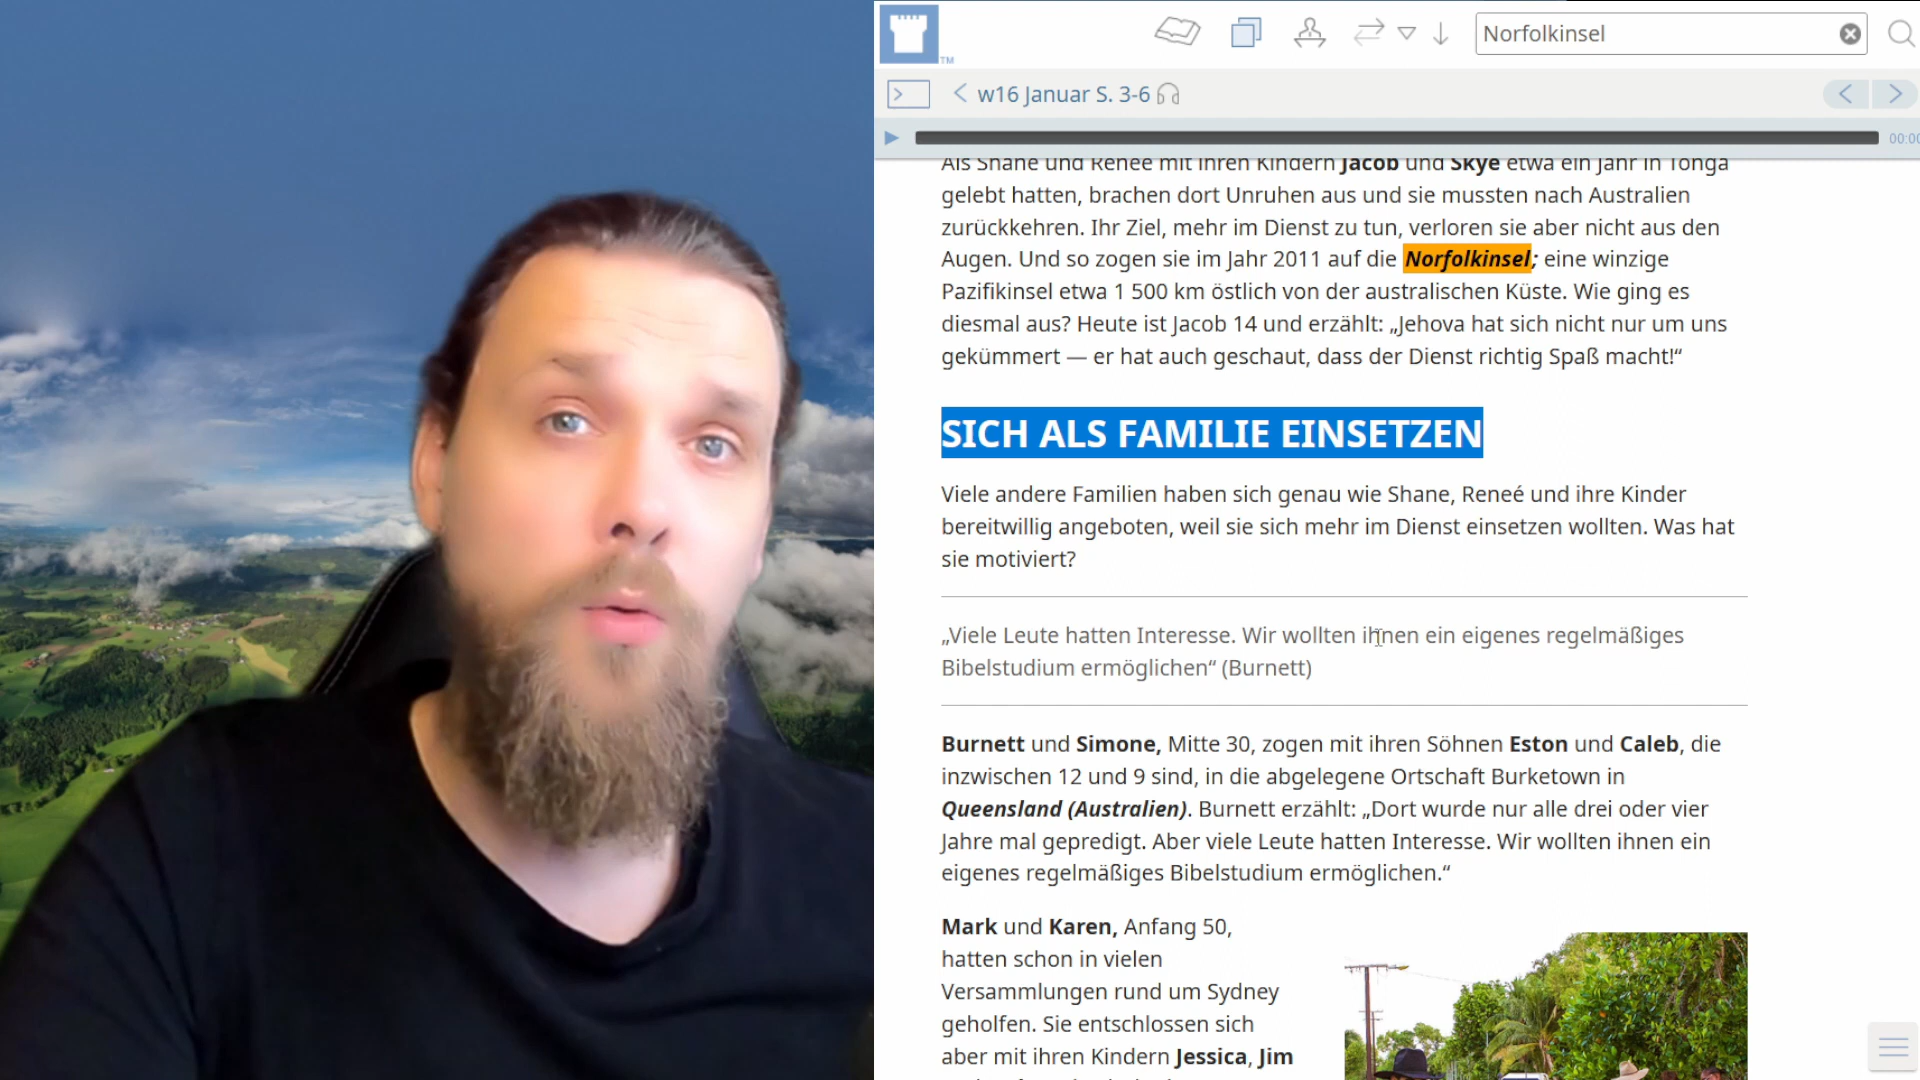 Norfolkinsel
TM
w16 Januar S. 3-6
00:00
Als Shane und Reneé mit ihren Kindern Jacob und Skye etwa ein Jahr in Tonga
gelebt hatten, brachen dort Unruhen aus und sie mussten nach Australien
zurückkehren. Ihr Ziel, mehr im Dienst zu tun, verloren sie aber nicht aus den
Augen. Und so zogen sie im Jahr 2011 auf die Norfolkinsel; eine winzige
Pazifikinsel etwa 1 500 km östlich von der australischen Küste. Wie ging es
diesmal aus? Heute ist Jacob 14 und erzählt: „Jehova hat sich nicht nur um uns
gekümmert — er hat auch geschaut, dass der Dienst richtig Spaß macht!“
SICH ALS FAMILIE EINSETZEN
Viele andere Familien haben sich genau wie Shane, Reneé und ihre Kinder
bereitwillig angeboten, weil sie sich mehr im Dienst einsetzen wollten. Was hat
sie motiviert?
„Viele Leute hatten Interesse. Wir wollten ihnen ein eigenes regelmäßiges
Bibelstudium ermöglichen“ (Burnett)
Burnett und Simone, Mitte 30, zogen mit ihren Söhnen Eston und Caleb, die
inzwischen 12 und 9 sind, in die abgelegene Ortschaft Burketown in
Queensland (Australien). Burnett erzählt: „Dort wurde nur alle drei oder vier
Jahre mal gepredigt. Aber viele Leute hatten Interesse. Wir wollten ihnen ein
eigenes regelmäßiges Bibelstudium ermöglichen.“
Mark und Karen, Anfang 50,
hatten schon in vielen
Versammlungen rund um Sydney
geholfen. Sie entschlossen sich
aber mit ihren Kindern Jessica, Jim